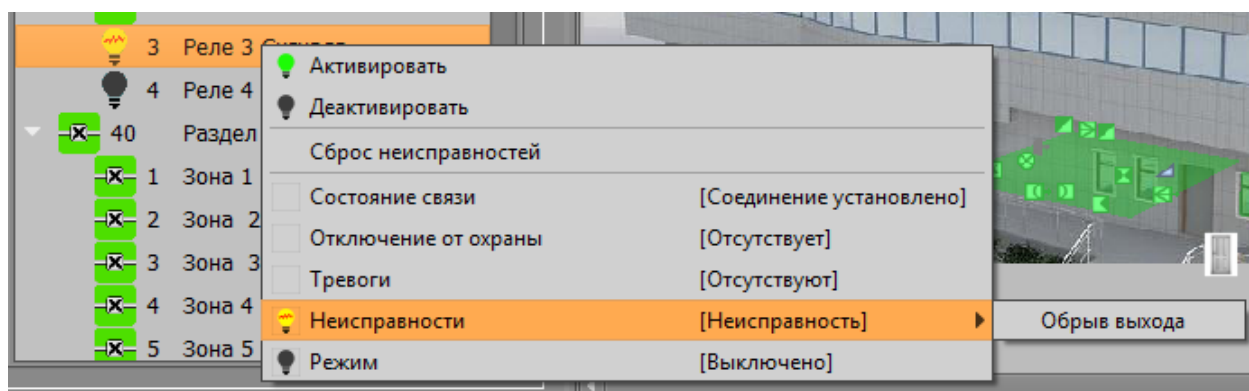 3 Реле 3
4 Реле 4
40 Раздел
1 Зона 1
2 Зона 2
3 Зона 3
4 Зона 4
5 Зона 5
Активировать
Деактивировать
Сброс неисправностей
Состояние связи [Соединение установлено]
Отключение от охраны [Отсутствует]
Тревоги [Отсутствуют]
Неисправности [Неисправность]
Обрыв выхода
Режим [Выключено]